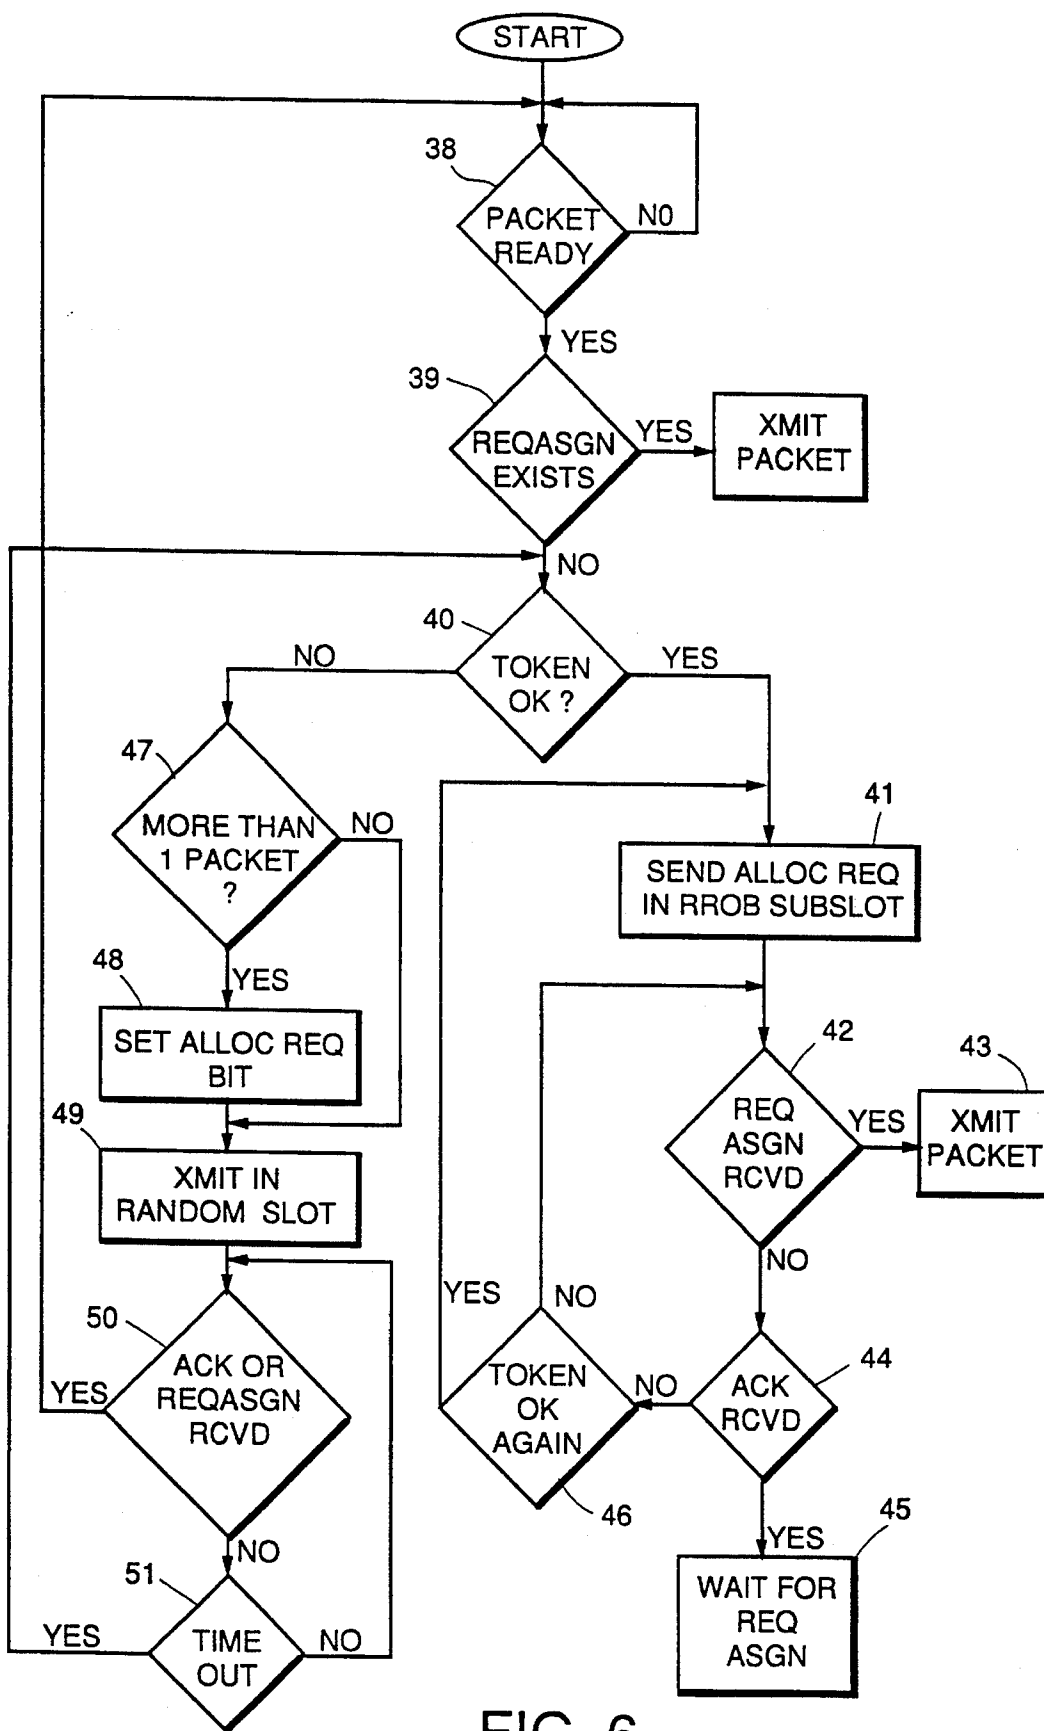 START
38
PACKET
READY
NO
YES
39
REQASGN
EXISTS
YES
XMIT
PACKET
NO
40
TOKEN
OK ?
NO
YES
47
MORE THAN
1 PACKET
?
NO
YES
41
SEND ALLOC REQ
IN RROB SUBSLOT
48
SET ALLOC REQ
BIT
42
REQ
ASGN
RCVD
YES
43
XMIT
PACKET
NO
49
XMIT IN
RANDOM SLOT
50
ACK OR
REQASGN
RCVD
YES
NO
YES
NO
TOKEN
OK
AGAIN
46
NO
44
ACK
RCVD
YES
45
WAIT FOR
REQ
ASGN
51
TIME
OUT
YES
NO
FIG. 6